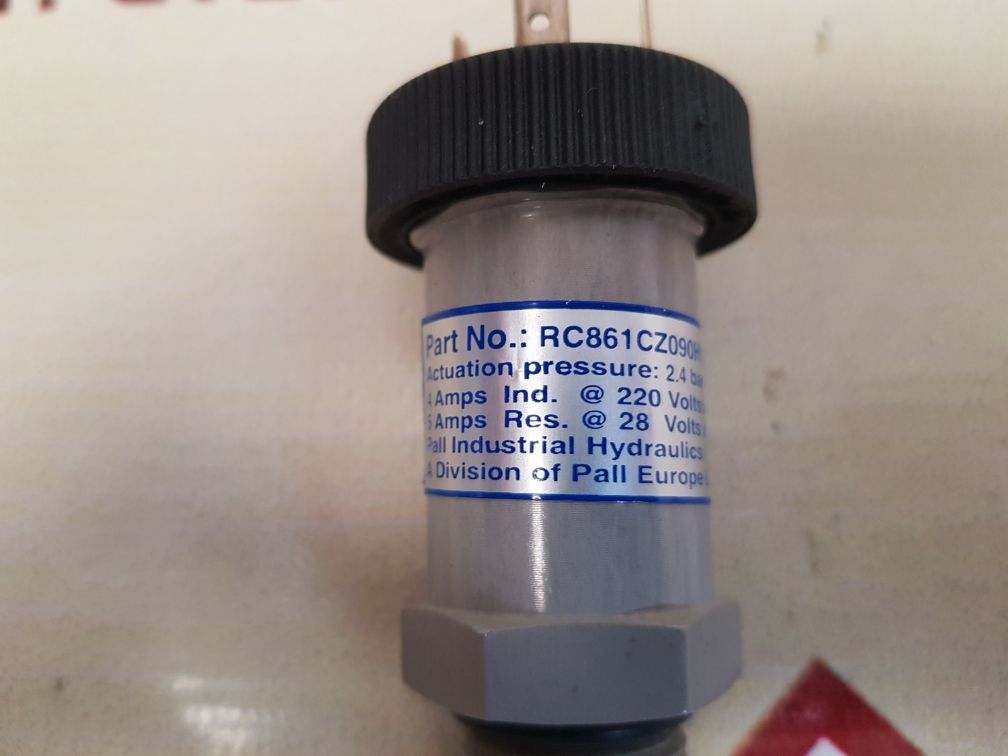 Part No.: RC861CZ090H
Actuation pressure: 2.4 bar
4 Amps Ind. @ 220 Volts
5 Amps Res. @ 28 Volts
Pall Industrial Hydraulics
A Division of Pall Europe